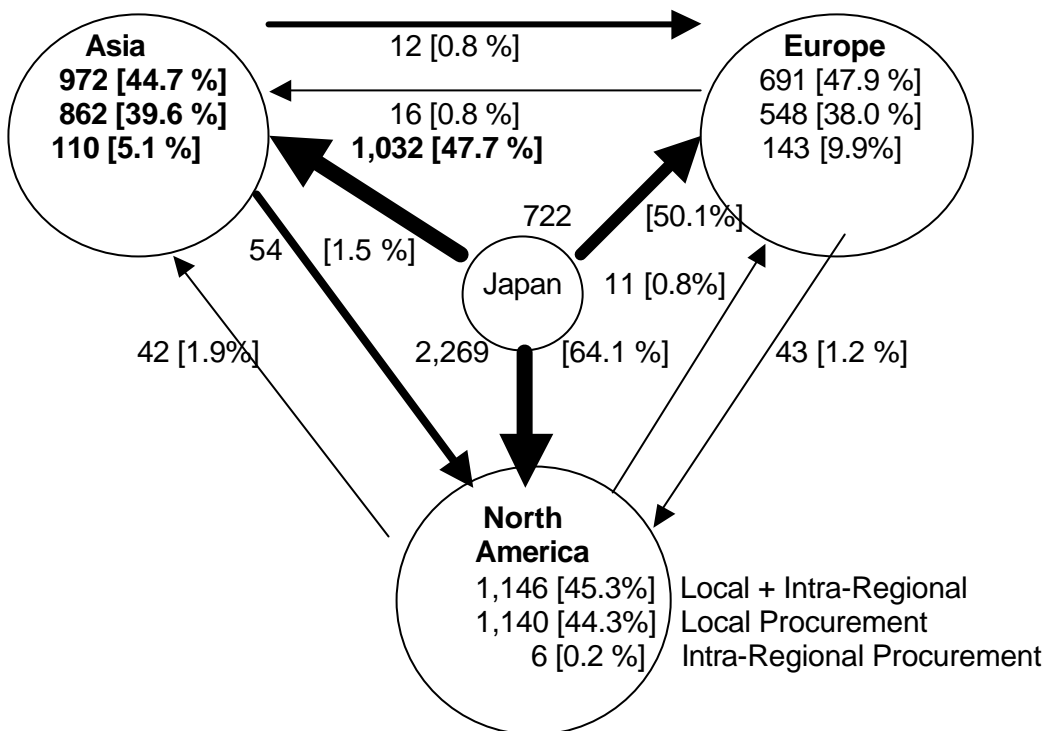 Asia
972 [44.7 %]
862 [39.6 %]
110 [5.1 %]
12 [0.8 %]
16 [0.8 %]
1,032 [47.7 %]
Europe
691 [47.9 %]
548 [38.0 %]
143 [9.9%]
722 [50.1%]
54 [1.5 %]
Japan
11 [0.8%]
42 [1.9%]
2,269 [64.1 %]
43 [1.2 %]
North
America
1,146 [45.3%] Local + Intra-Regional
1,140 [44.3%] Local Procurement
6 [0.2 %] Intra-Regional Procurement